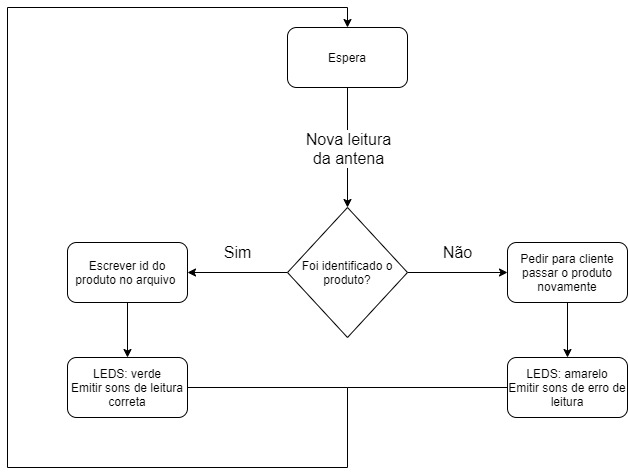 Espera
Nova leitura
da antena
Sim
Não
Escrever id do
produto no arquivo
Foi identificado o
produto?
Pedir para cliente
passar o produto
novamente
LEDS: verde
Emitir sons de leitura
correta
LEDS: amarelo
Emitir sons de erro de
leitura